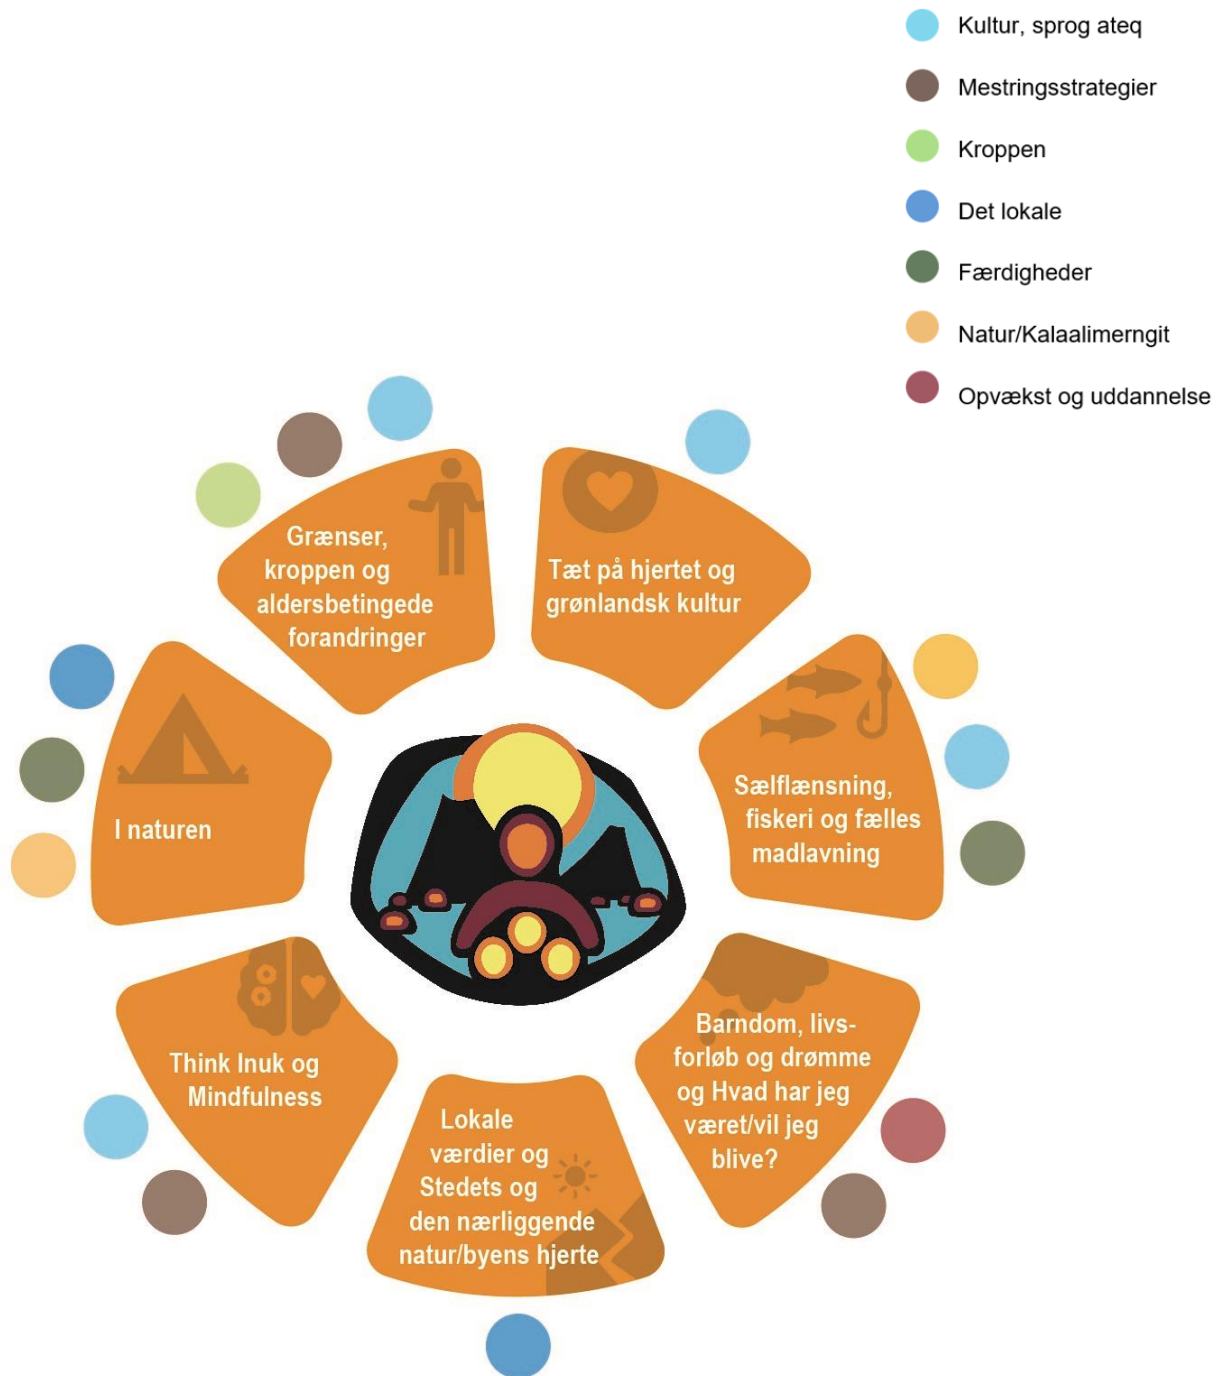 Kultur, sprog ateq
Mestringsstrategier
Kroppen
Det lokale
Færdigheder
Natur/Kalaalimerngit
Opvækst og uddannelse
Grænser,
kroppen og
aldersbetingede
forandringer
Tæt på hjertet og
grønlandsk kultur
Sælflænsning,
fiskeri og fælles
madlavning
I naturen
Barndom, livs-
forløb og drømme
og Hvad har jeg
været/vil jeg
blive?
Think Inuk og
Mindfulness
Lokale
værdier og
Stedets og
den nærliggende
natur/byens hjerte